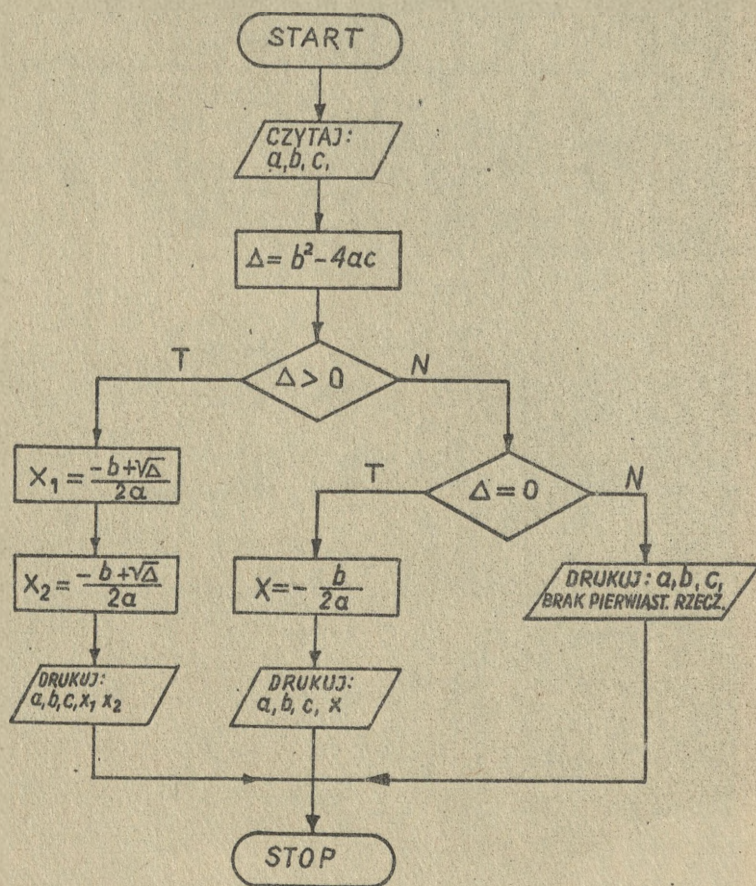 START
CZYTAJ:
a, b, c,
Δ = b² - 4ac
T
N
Δ > 0
X₁ = -b+√Δ / 2a
T
N
Δ = 0
X₂ = -b+√Δ / 2a
X = - b / 2a
DRUKUJ: a, b, c,
BRAK PIERWIAST. RZECZ.
DRUKUJ:
a, b, c, x₁ x₂
DRUKUJ:
a, b, c, x
STOP